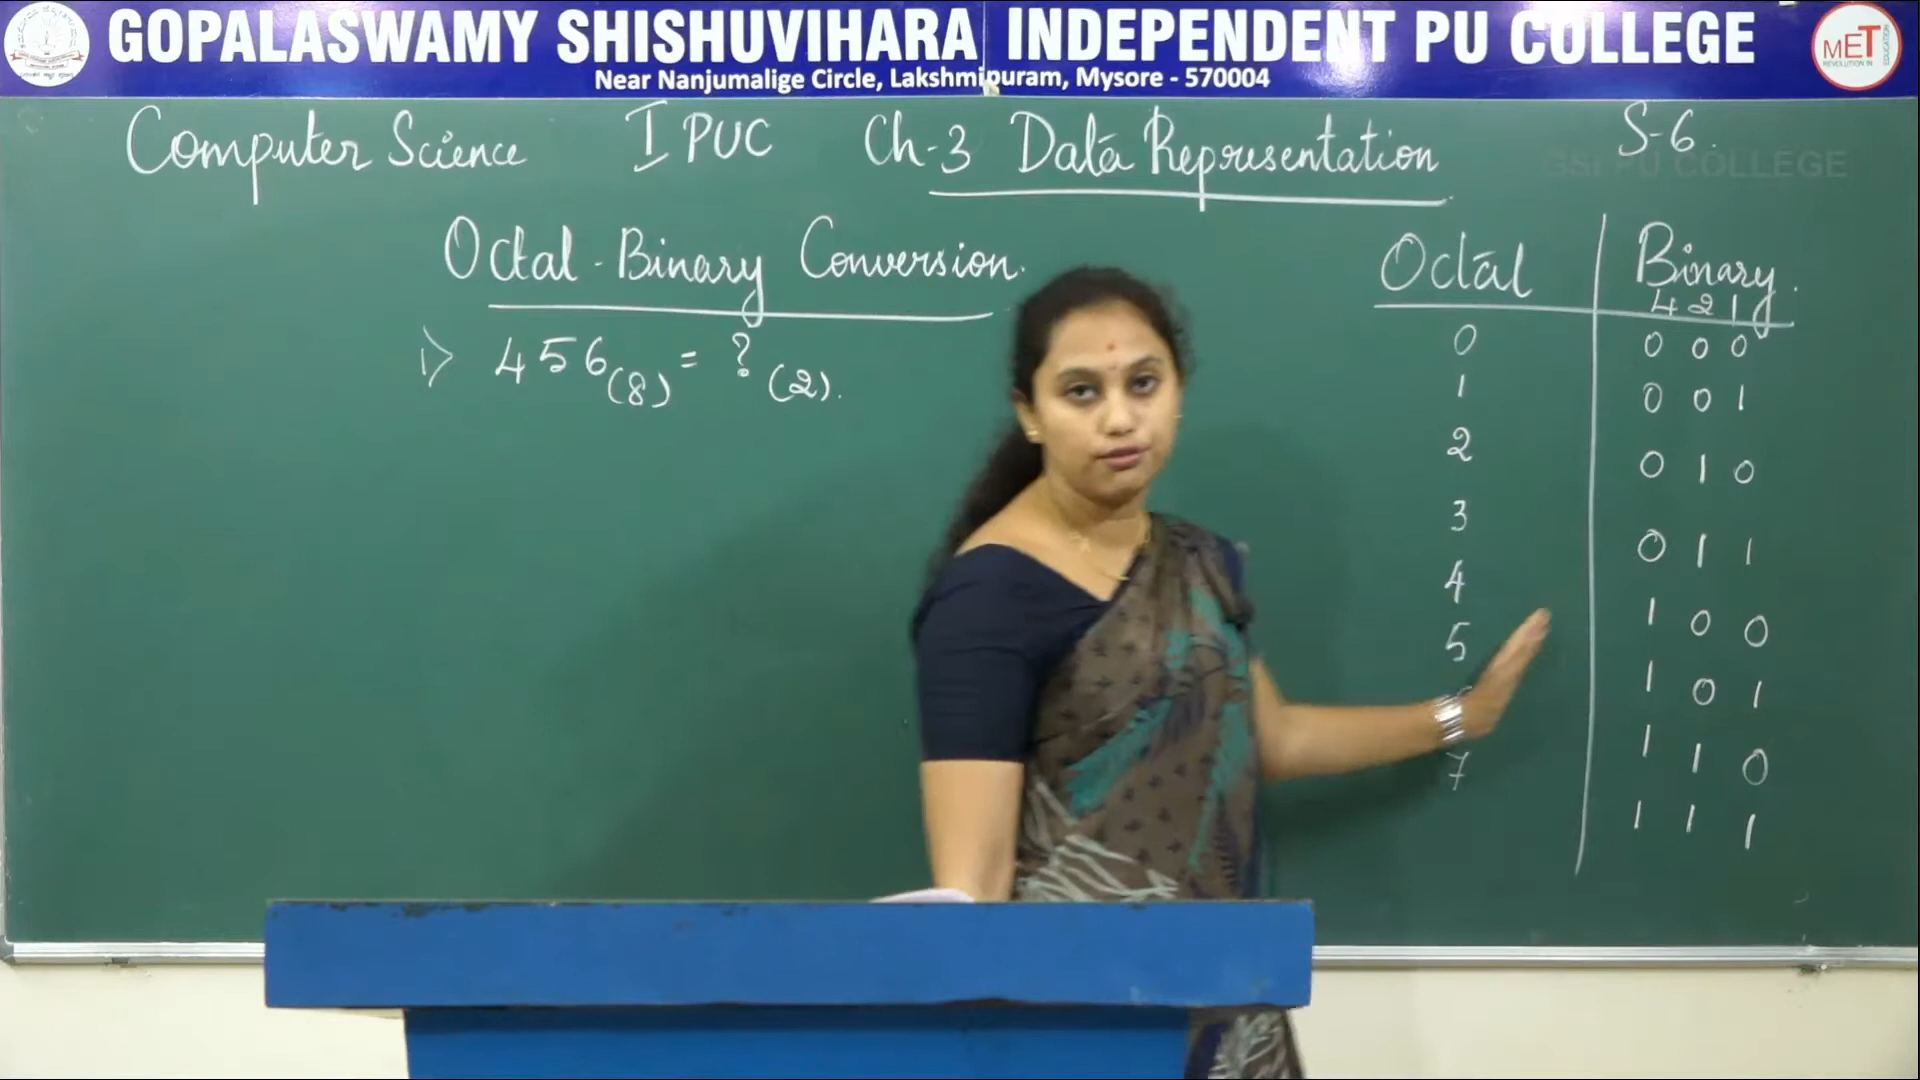 GOPALASWAMY SHISHUVIHARA INDEPENDENT PU COLLEGE
Near Nanjumalige Circle, Lakshmipuram, Mysore - 570004
MET
REVOLUTION IN EDUCATION
Computer Science I PUC Ch-3 Data Representation S-6.
GSI PU COLLEGE
Octal - Binary Conversion.
1) 456(8) = ?(2).
Octal Binary.
4 2 1
0 0 0 0
1 0 0 1
2 0 1 0
3 0 1 1
4 1 0 0
5 1 0 1
1 1 0
7 1 1 1